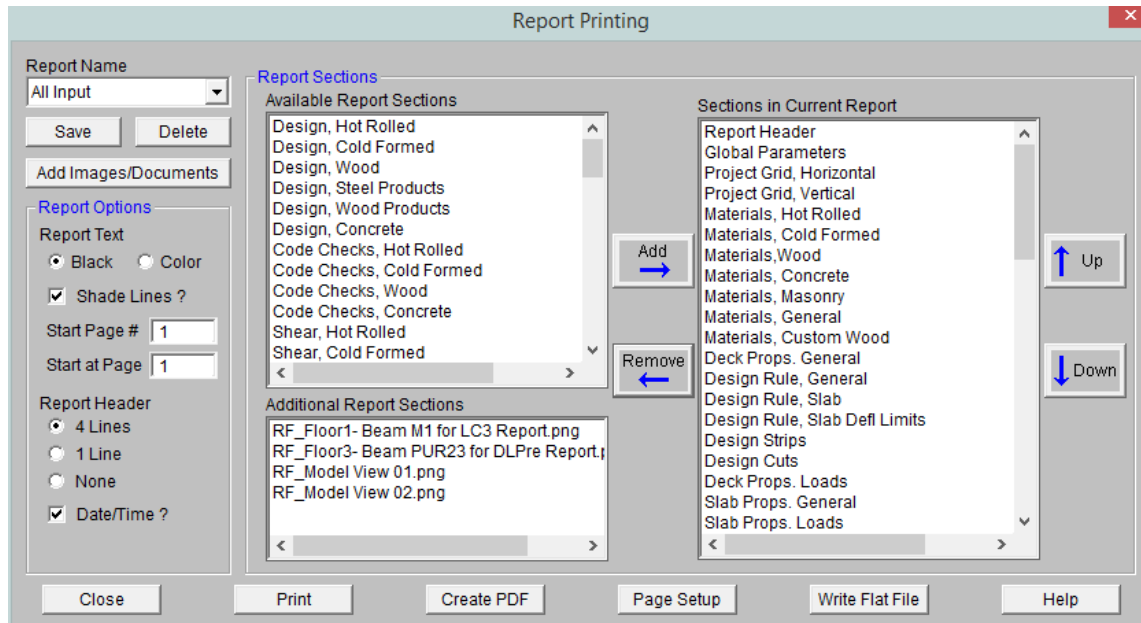 Report Printing
Report Name
All Input
Save
Delete
Add Images/Documents
Report Options
Report Text
Black
Color
Shade Lines ?
Start Page #
1
Start at Page
1
Report Header
4 Lines
1 Line
None
Date/Time ?
Report Sections
Available Report Sections
Design, Hot Rolled
Design, Cold Formed
Design, Wood
Design, Steel Products
Design, Wood Products
Design, Concrete
Code Checks, Hot Rolled
Code Checks, Cold Formed
Code Checks, Wood
Code Checks, Concrete
Shear, Hot Rolled
Shear, Cold Formed
Additional Report Sections
RF_Floor1- Beam M1 for LC3 Report.png
RF_Floor3- Beam PUR23 for DLPre Report.p
RF_Model View 01.png
RF_Model View 02.png
Add
Remove
Sections in Current Report
Report Header
Global Parameters
Project Grid, Horizontal
Project Grid, Vertical
Materials, Hot Rolled
Materials, Cold Formed
Materials,Wood
Materials, Concrete
Materials, Masonry
Materials, General
Materials, Custom Wood
Deck Props. General
Design Rule, General
Design Rule, Slab
Design Rule, Slab Defl Limits
Design Strips
Design Cuts
Deck Props. Loads
Slab Props. General
Slab Props. Loads
Up
Down
Close
Print
Create PDF
Page Setup
Write Flat File
Help